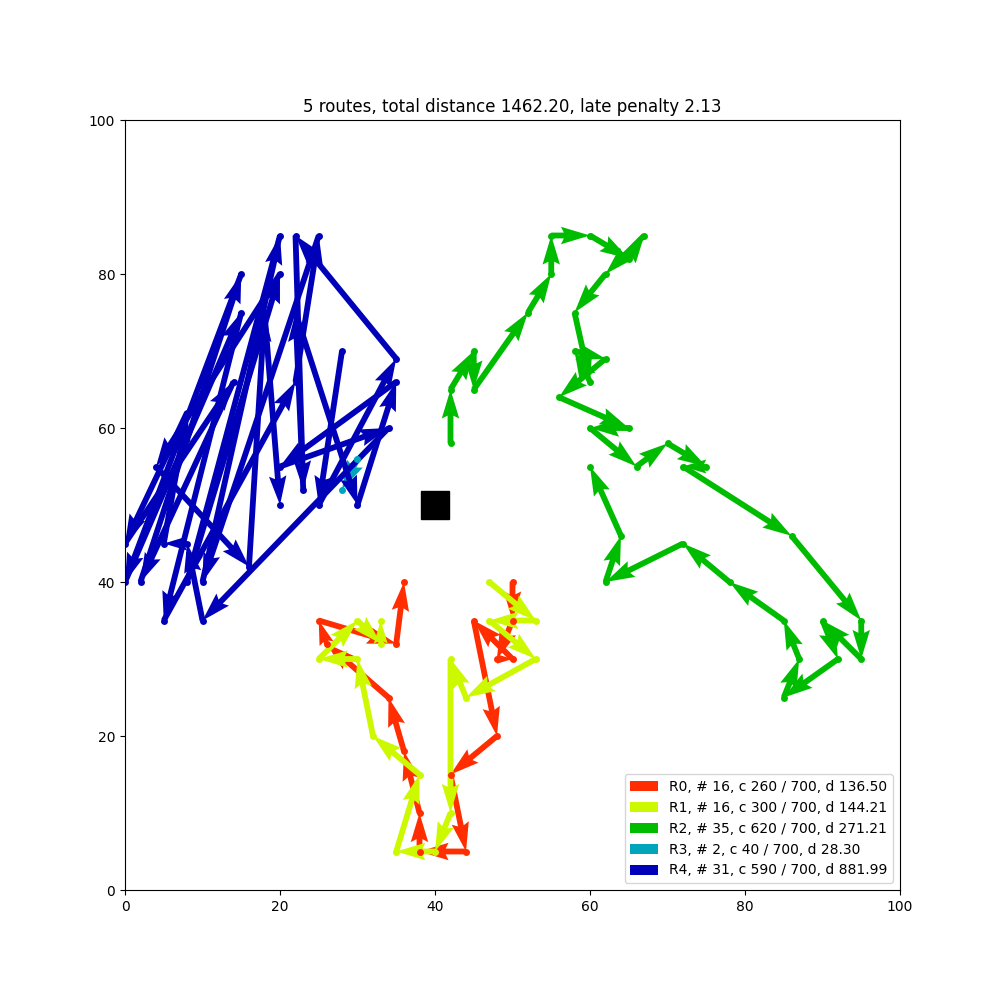 5 routes, total distance 1462.20, late penalty 2.13
100
80
60
40
20
0
R0, # 16, c 260 / 700, d 136.50
R1, # 16, c 300 / 700, d 144.21
R2, # 35, c 620 / 700, d 271.21
R3, # 2, c 40 / 700, d 28.30
R4, # 31, c 590 / 700, d 881.99
0 20 40 60 80 100